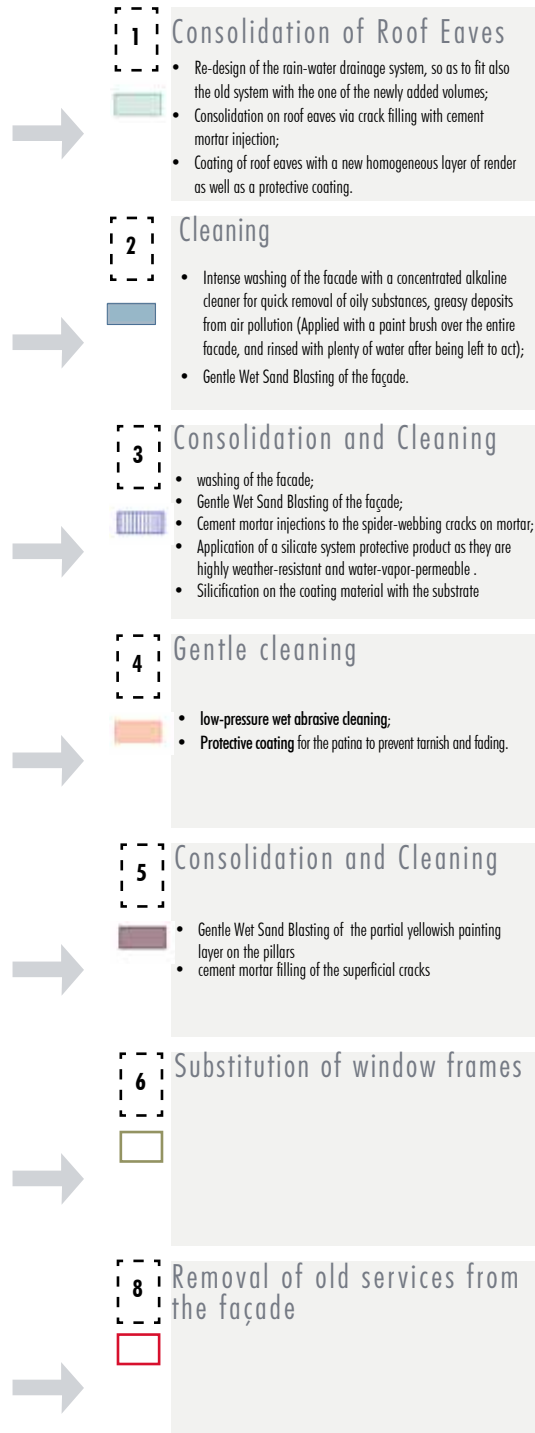 1
Consolidation of Roof Eaves
• Re-design of the rain-water drainage system, so as to fit also
the old system with the one of the newly added volumes;
• Consolidation on roof eaves via crack filling with cement
mortar injection;
• Coating of roof eaves with a new homogeneous layer of render
as well as a protective coating.
2
Cleaning
• Intense washing of the facade with a concentrated alkaline
cleaner for quick removal of oily substances, greasy deposits
from air pollution (Applied with a paint brush over the entire
facade, and rinsed with plenty of water after being left to act);
• Gentle Wet Sand Blasting of the façade.
3
Consolidation and Cleaning
• washing of the facade;
• Gentle Wet Sand Blasting of the façade;
• Cement mortar injections to the spider-webbing cracks on mortar;
• Application of a silicate system protective product as they are
highly weather-resistant and water-vapor-permeable .
• Silicification on the coating material with the substrate
4
Gentle cleaning
• low-pressure wet abrasive cleaning;
• Protective coating for the patina to prevent tarnish and fading.
5
Consolidation and Cleaning
• Gentle Wet Sand Blasting of the partial yellowish painting
layer on the pillars
• cement mortar filling of the superficial cracks
6
Substitution of window frames
8
Removal of old services from
the façade